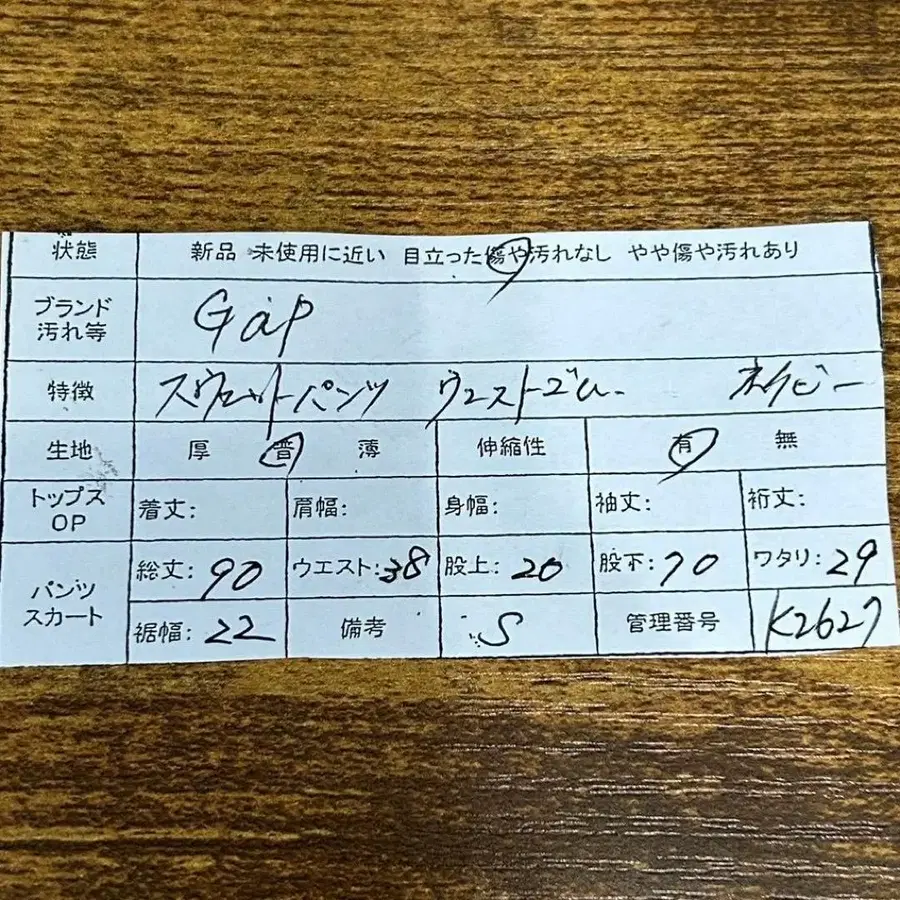 状態 新品 未使用に近い 目立った傷や汚れなし やや傷や汚れあり
ブランド
汚れ等 Gap
特徴 スウェットパンツ ウエストゴム ネイビー
生地 厚 普 薄 伸縮性 有 無
トップス
OP 着丈: 肩幅: 身幅: 袖丈: 裄丈:
パンツ
スカート 総丈: 90 ウエスト: 38 股上: 20 股下: 70 ワタリ: 29
裾幅: 22 備考 S 管理番号 K2627